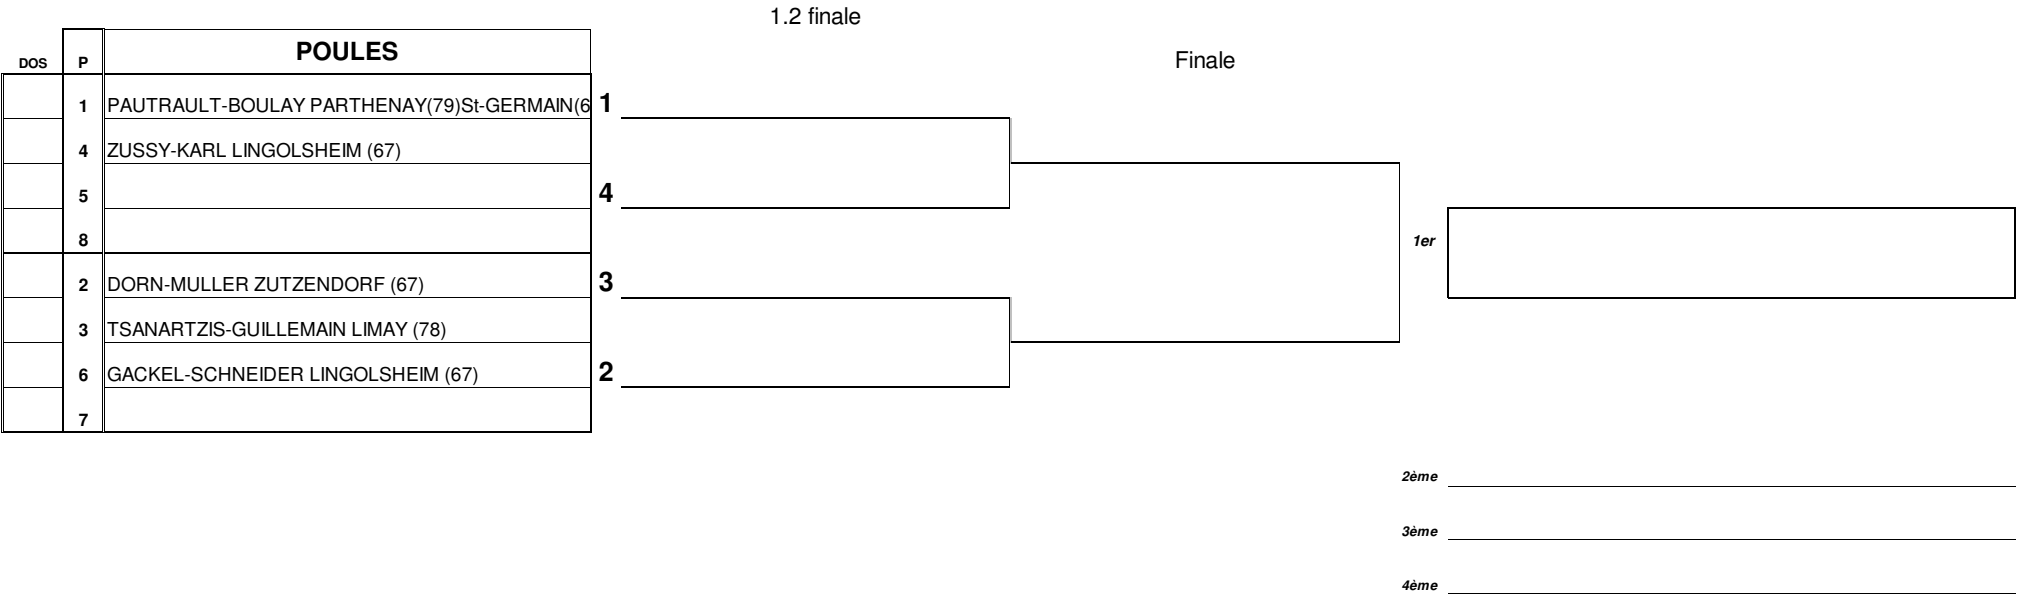 1.2 finale
Finale
DOS P POULES
1 PAUTRAULT-BOULAY PARTHENAY(79)St-GERMAIN(6 1
4 ZUSSY-KARL LINGOLSHEIM (67)
5 4
8
1er
2 DORN-MULLER ZUTZENDORF (67) 3
3 TSANARTZIS-GUILLEMAIN LIMAY (78)
6 GACKEL-SCHNEIDER LINGOLSHEIM (67) 2
7
2ème
3ème
4ème